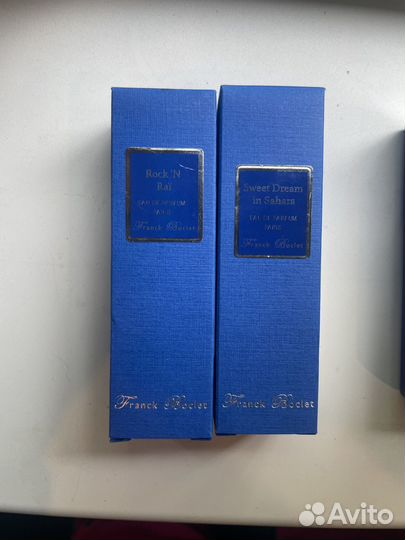 Rock 'N
Raï
EAU DE PARFUM
PARIS
Franck Boclet
Franck Boclet
Sweet Dream
in Sahara
EAU DE PARFUM
PARIS
Franck Boclet
Franck Boclet
Avito